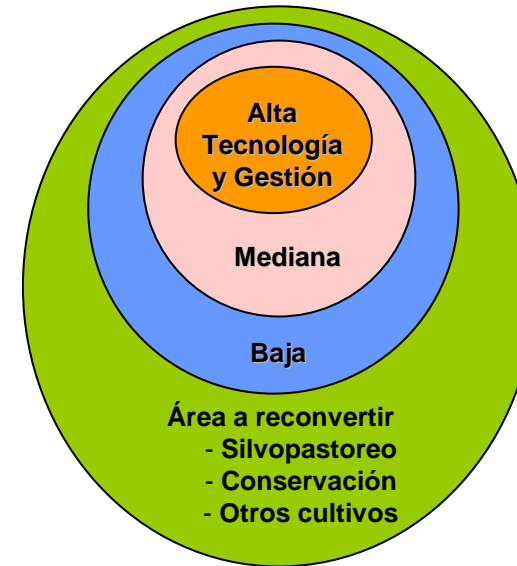 Alta
Tecnología
y Gestión
Mediana
Baja
Área a reconvertir
- Silvopastoreo
- Conservación
- Otros cultivos